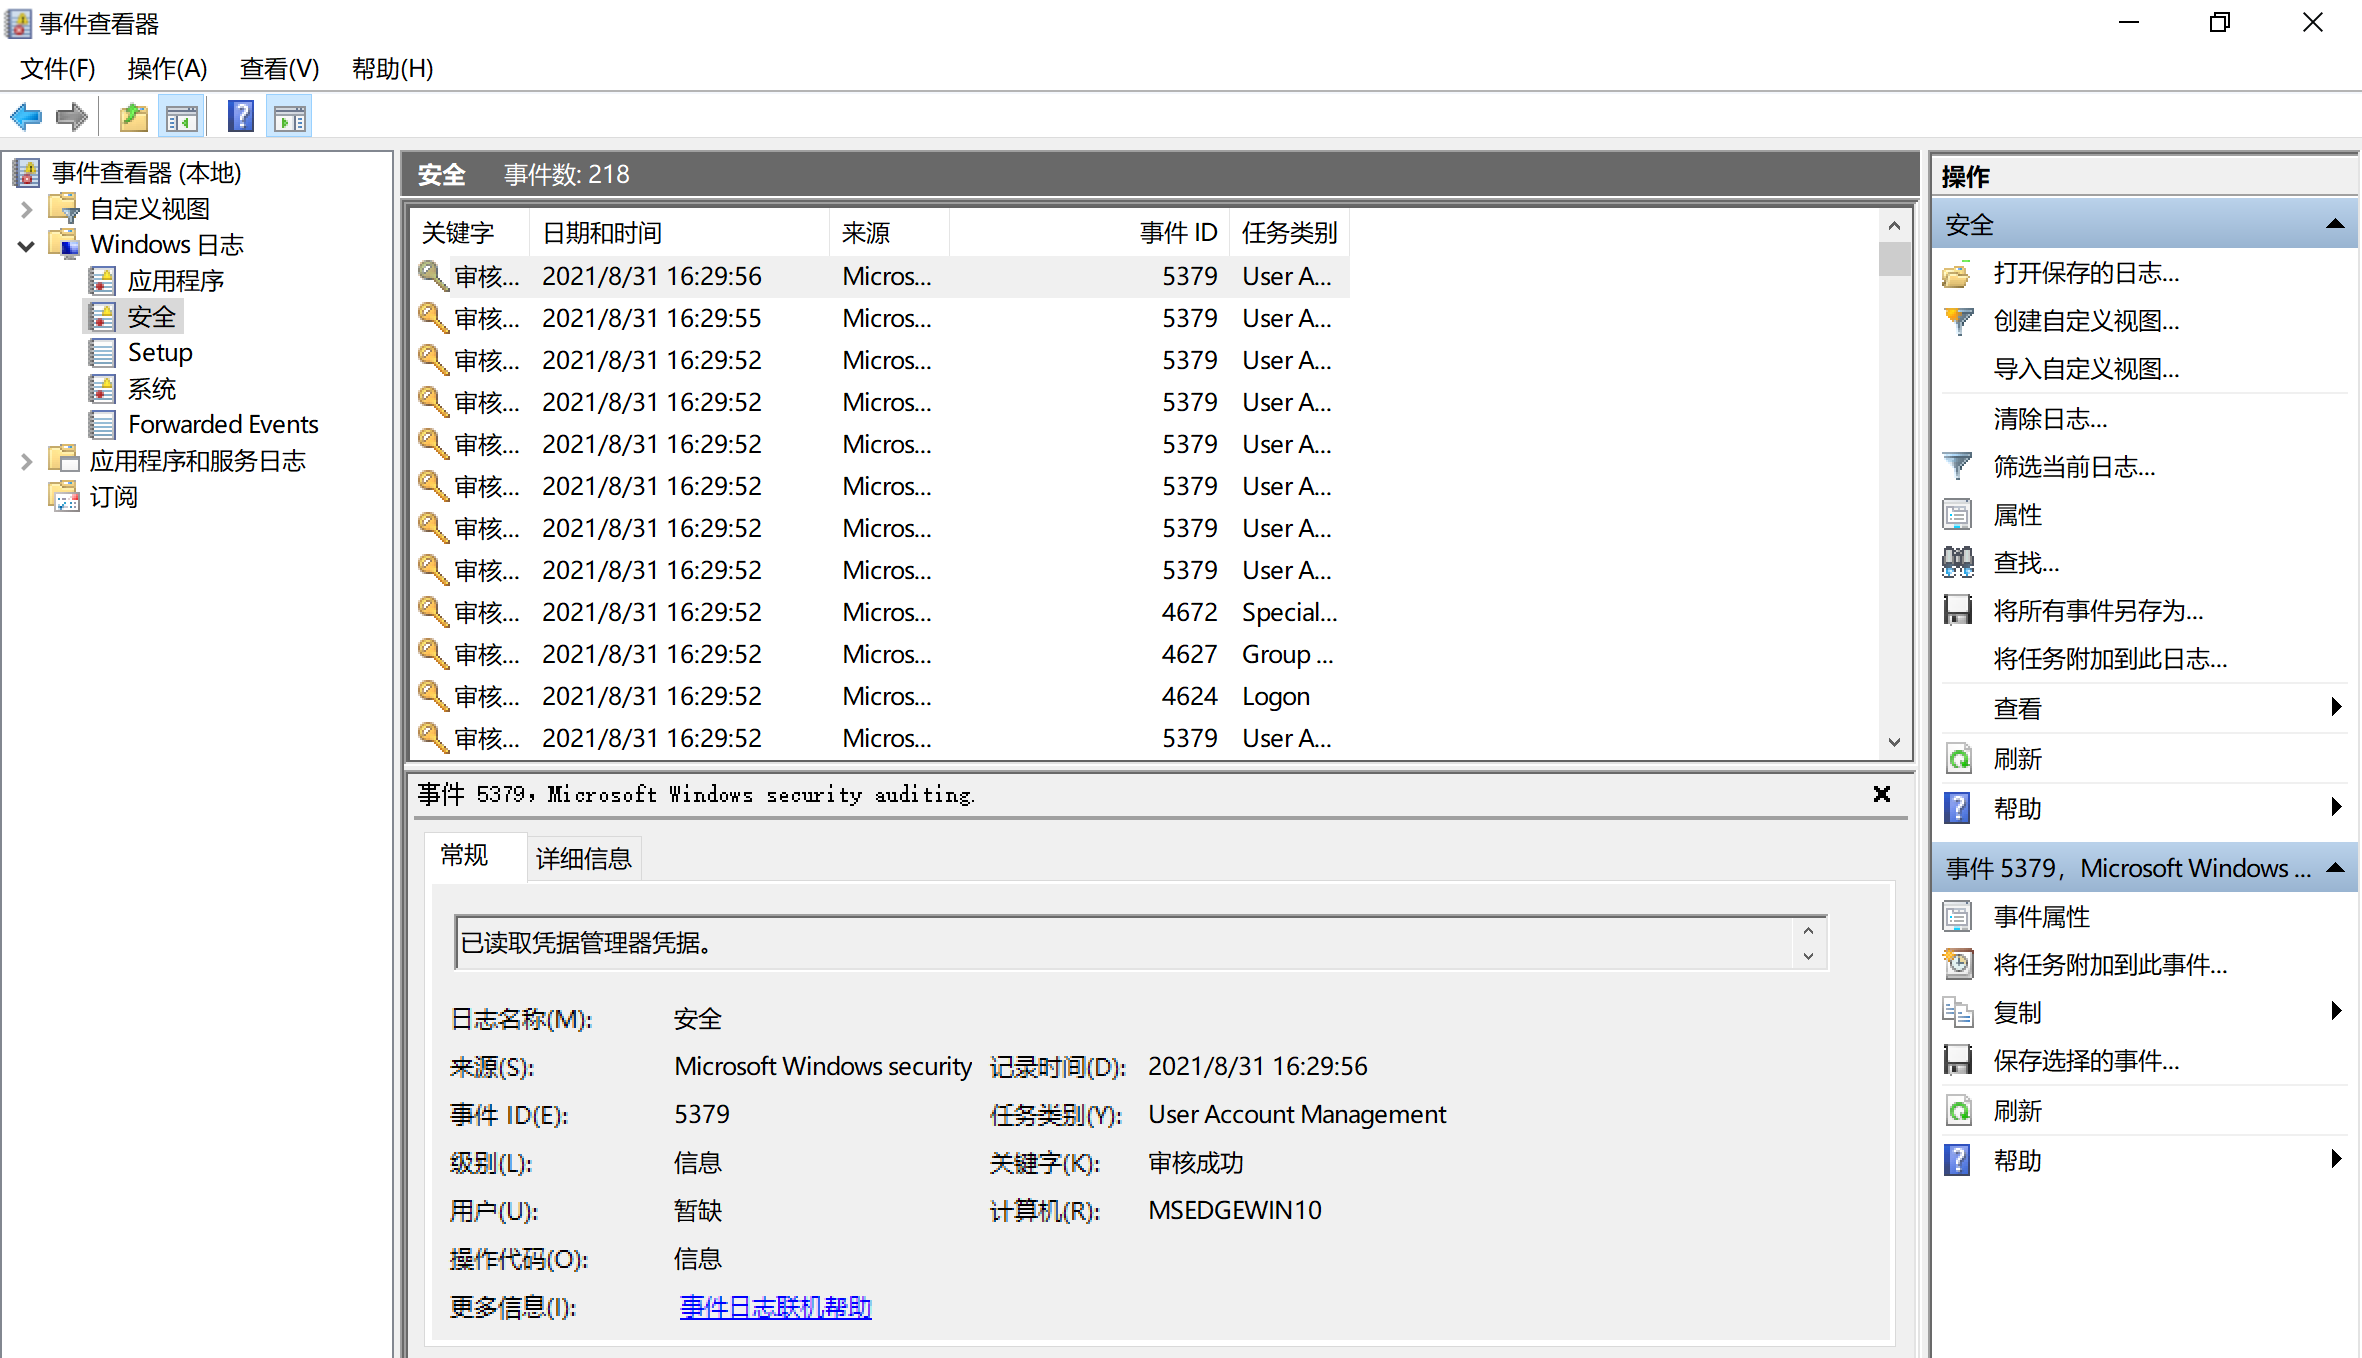 事件查看器
文件(F) 操作(A) 查看(V) 帮助(H)
事件查看器 (本地)
自定义视图
Windows 日志
应用程序
安全
Setup
系统
Forwarded Events
应用程序和服务日志
订阅
安全 事件数: 218
关键字 日期和时间 来源 事件 ID 任务类别
审核... 2021/8/31 16:29:56 Micros... 5379 User A...
审核... 2021/8/31 16:29:55 Micros... 5379 User A...
审核... 2021/8/31 16:29:52 Micros... 5379 User A...
审核... 2021/8/31 16:29:52 Micros... 5379 User A...
审核... 2021/8/31 16:29:52 Micros... 5379 User A...
审核... 2021/8/31 16:29:52 Micros... 5379 User A...
审核... 2021/8/31 16:29:52 Micros... 5379 User A...
审核... 2021/8/31 16:29:52 Micros... 5379 User A...
审核... 2021/8/31 16:29:52 Micros... 4672 Special...
审核... 2021/8/31 16:29:52 Micros... 4627 Group ...
审核... 2021/8/31 16:29:52 Micros... 4624 Logon
审核... 2021/8/31 16:29:52 Micros... 5379 User A...
事件 5379，Microsoft Windows security auditing.
常规 详细信息
已读取凭据管理器凭据。
日志名称(M): 安全
来源(S): Microsoft Windows security 记录时间(D): 2021/8/31 16:29:56
事件 ID(E): 5379 任务类别(Y): User Account Management
级别(L): 信息 关键字(K): 审核成功
用户(U): 暂缺 计算机(R): MSEDGEWIN10
操作代码(O): 信息
更多信息(I): 事件日志联机帮助
操作
安全
打开保存的日志...
创建自定义视图...
导入自定义视图...
清除日志...
筛选当前日志...
属性
查找...
将所有事件另存为...
将任务附加到此日志...
查看
刷新
帮助
事件 5379，Microsoft Windows ...
事件属性
将任务附加到此事件...
复制
保存选择的事件...
刷新
帮助